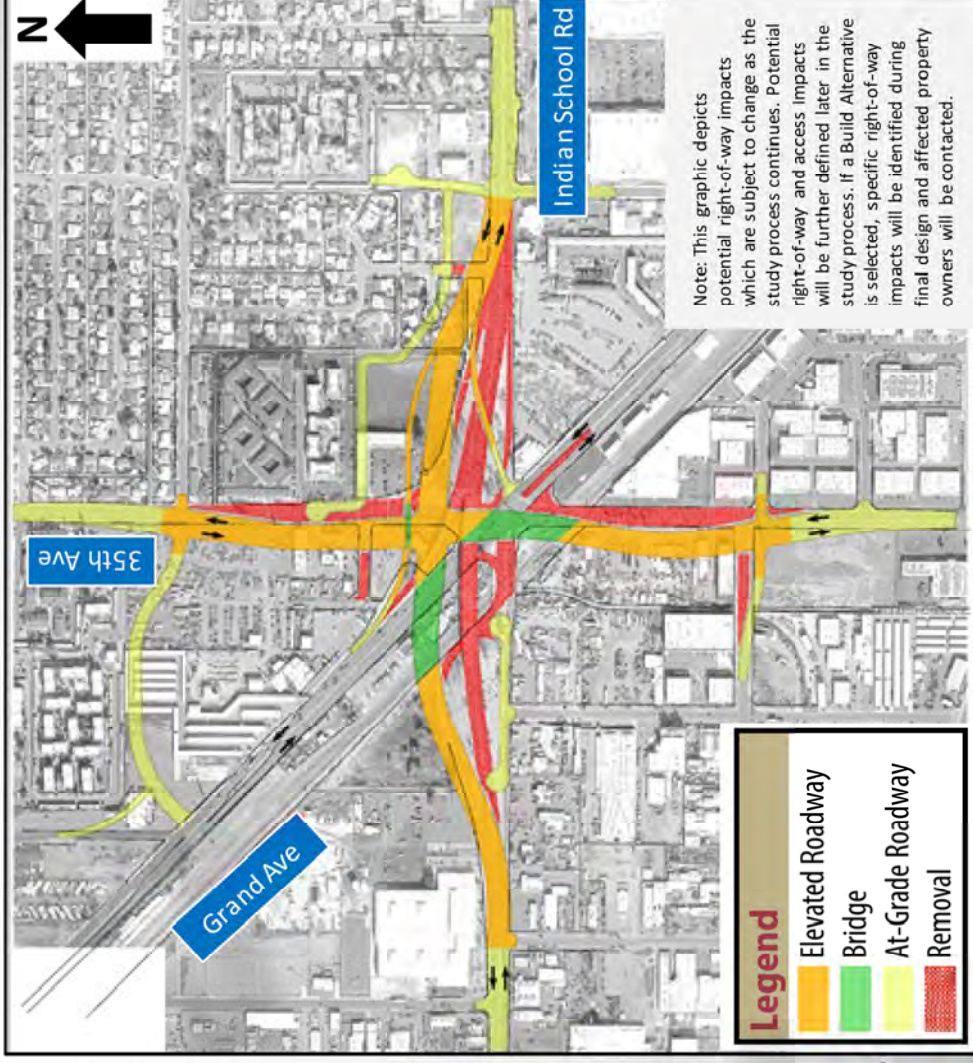 N
35th Ave
Indian School Rd
Grand Ave
Note: This graphic depicts
potential right-of-way impacts
which are subject to change as the
study process continues. Potential
right-of-way and access Impacts
will be further defined later in the
study process. If a Build Alternative
is selected, specific right-of-way
impacts will be identified during
final design and affected property
owners will be contacted.
Legend
Elevated Roadway
Bridge
At-Grade Roadway
Removal